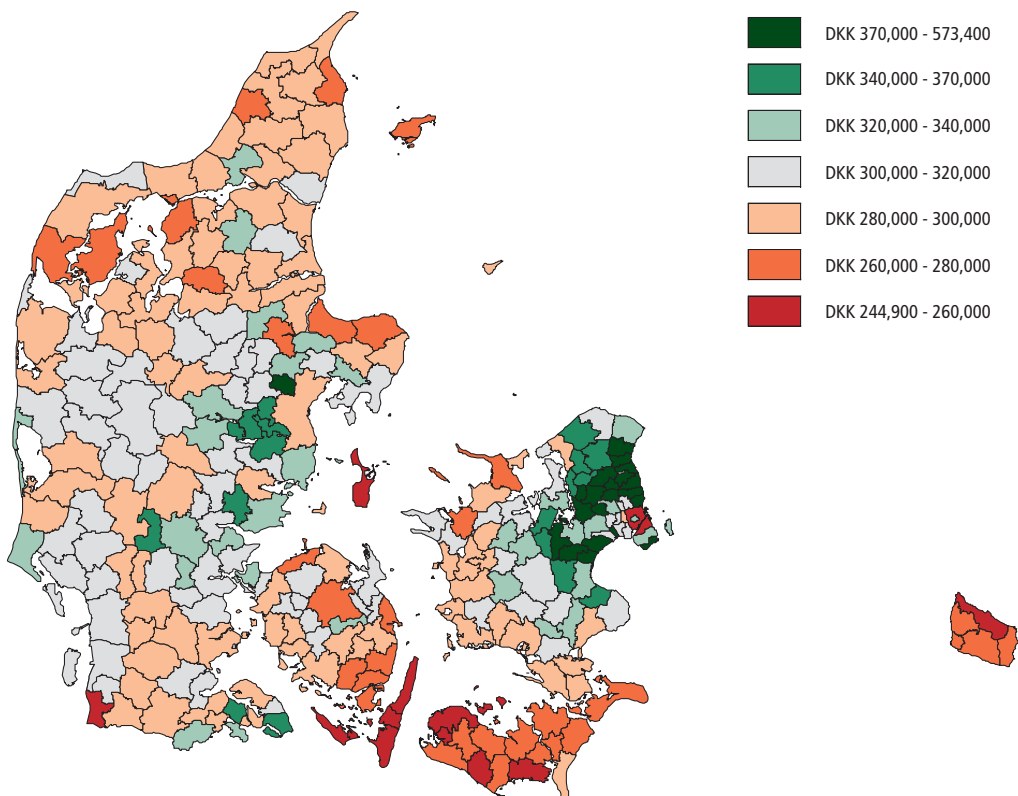 DKK 370,000 - 573,400
DKK 340,000 - 370,000
DKK 320,000 - 340,000
DKK 300,000 - 320,000
DKK 280,000 - 300,000
DKK 260,000 - 280,000
DKK 244,900 - 260,000